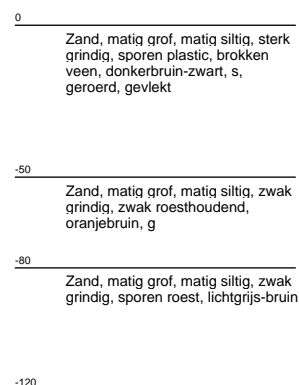 0
Zand, matig grof, matig siltig, sterk
grindig, sporen plastic, brokken
veen, donkerbruin-zwart, s,
geroerd, gevlekt
-50
Zand, matig grof, matig siltig, zwak
grindig, zwak roesthoudend,
oranjebruin, g
-80
Zand, matig grof, matig siltig, zwak
grindig, sporen roest, lichtgrijs-bruin
-120